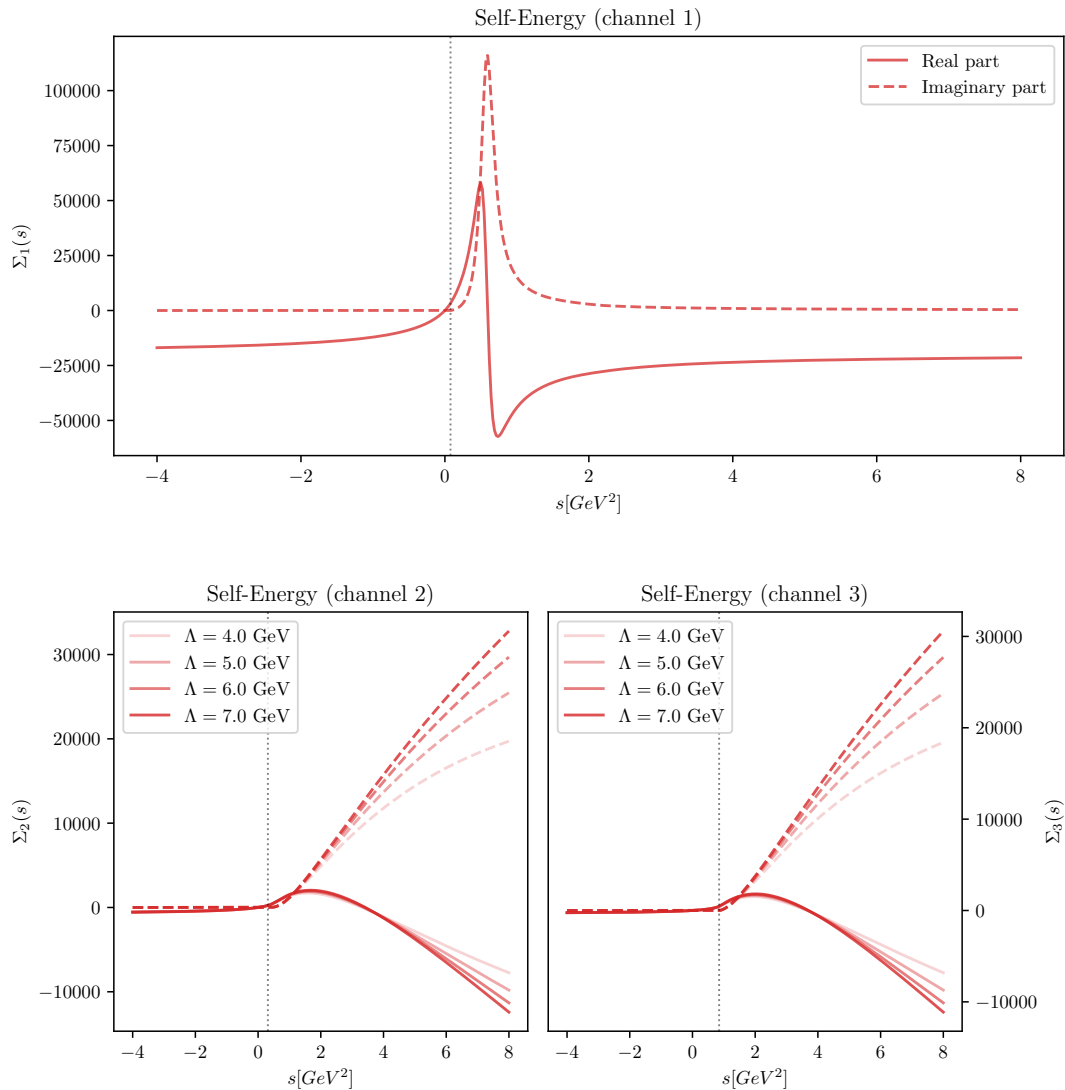 Self-Energy (channel 1)
Real part
Imaginary part
100000
75000
50000
25000
0
−25000
−50000
Σ₁(s)
−4
−2
0
2
4
6
8
s[GeV²]
Self-Energy (channel 2)
Λ = 4.0 GeV
Λ = 5.0 GeV
Λ = 6.0 GeV
Λ = 7.0 GeV
30000
20000
10000
0
−10000
Σ₂(s)
−4
−2
0
2
4
6
8
s[GeV²]
Self-Energy (channel 3)
Λ = 4.0 GeV
Λ = 5.0 GeV
Λ = 6.0 GeV
Λ = 7.0 GeV
30000
20000
10000
0
−10000
Σ₃(s)
−4
−2
0
2
4
6
8
s[GeV²]